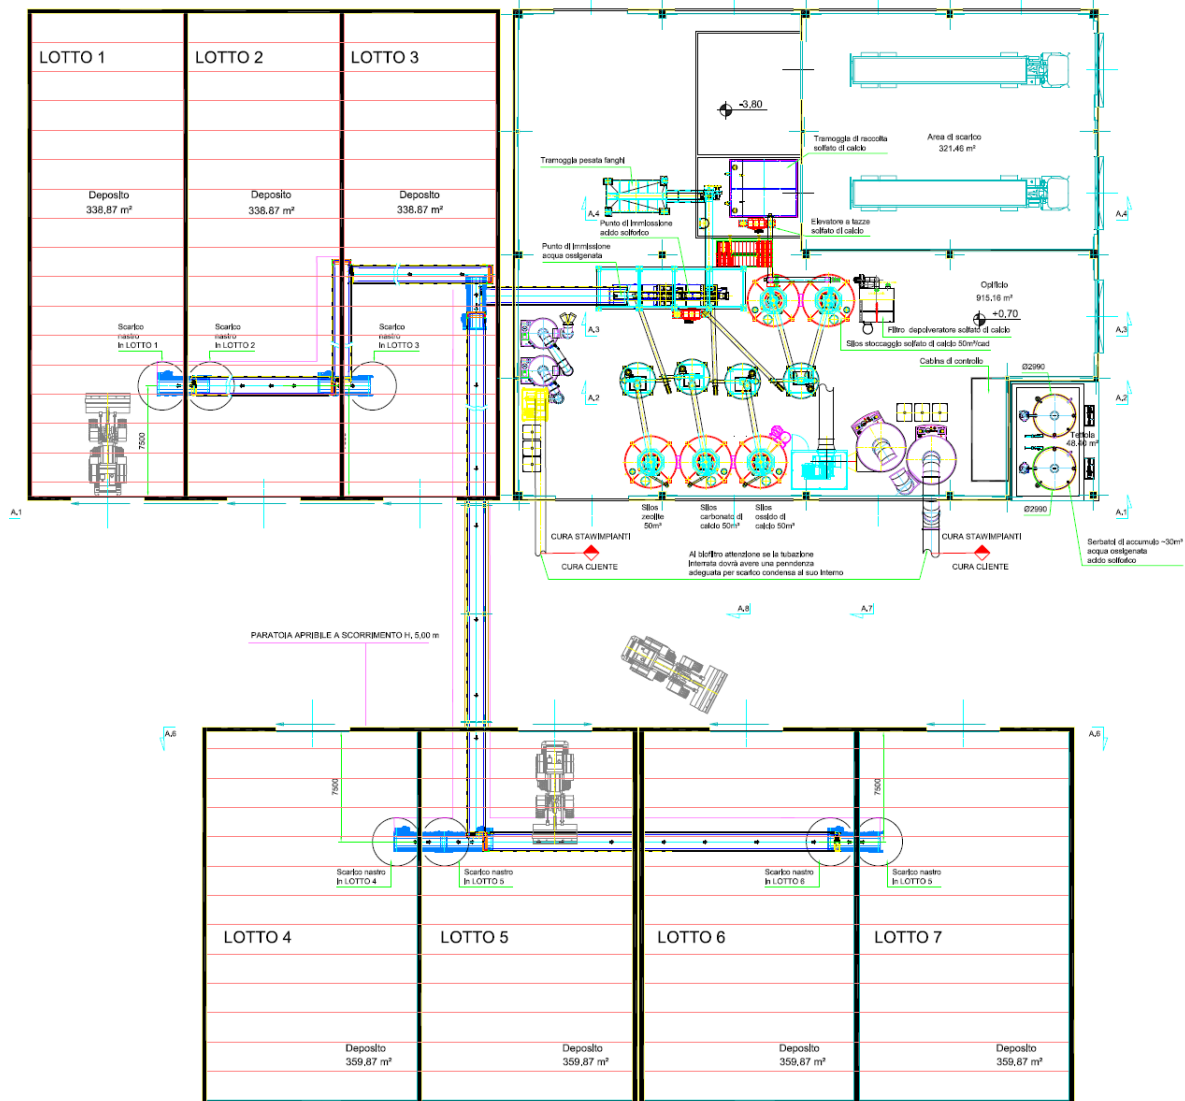 LOTTO 1
LOTTO 2
LOTTO 3
-3,80
Tramoggia di raccolta
solfato di calcio
Area di scarico
321.46 m²
Tramoggia pesata fanghi
Deposito
338,87 m²
Deposito
338.87 m²
Deposito
338.87 m²
A.4
A.4
Punto di immissione
acido solforico
Elevatore a tazze
solfato di calcio
Punto di immissione
acqua ossigenata
Opificio
915.16 m²
+0,70
A.3
A.3
Scarico
nastro
in LOTTO 1
Scarico
nastro
in LOTTO 2
Scarico
nastro
in LOTTO 3
Filtro depolveratore solfato di calcio
Silos stoccaggio solfato di calcio 50m³/cad
Cabina di controllo
Ø2990
A.2
A.2
7500
Tettoia
48.40 m²
Ø2990
A.1
A.1
Silos
zeolite
50m³
Silos
carbonato di
calcio 50m³
Silos
ossido di
calcio 50m³
CURA STAWIMPIANTI
CURA CLIENTE
Al biofiltro attenzione se la tubazione
interrata dovrà avere una penndenza
adeguata per scarico condensa al suo interno
CURA STAWIMPIANTI
CURA CLIENTE
Serbatoi di accumulo ~30m³
acqua ossigenata
acido solforico
A.8
A.7
PARATOIA APRIBILE A SCORRIMENTO H. 5,00 m
A.6
A.6
7500
7500
Scarico nastro
in LOTTO 4
Scarico nastro
in LOTTO 5
Scarico nastro
in LOTTO 6
Scarico nastro
in LOTTO 5
LOTTO 4
LOTTO 5
LOTTO 6
LOTTO 7
Deposito
359,87 m²
Deposito
359,87 m²
Deposito
359,87 m²
Deposito
359,87 m²